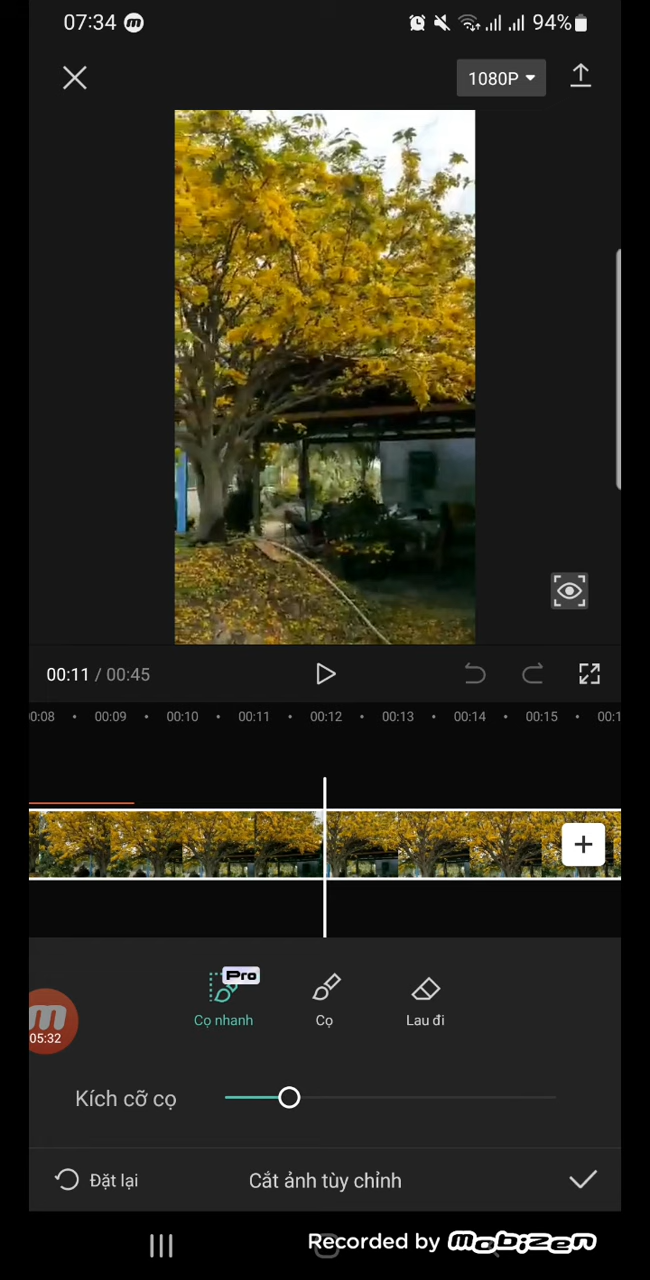 07:34 m 94%
1080P
00:11 / 00:45
0:08 00:09 00:10 00:11 00:12 00:13 00:14 00:15 00:1
Pro
Cọ nhanh Cọ Lau đi
m
05:32
Kích cỡ cọ
Đặt lại Cắt ảnh tùy chỉnh
Recorded by mobizen